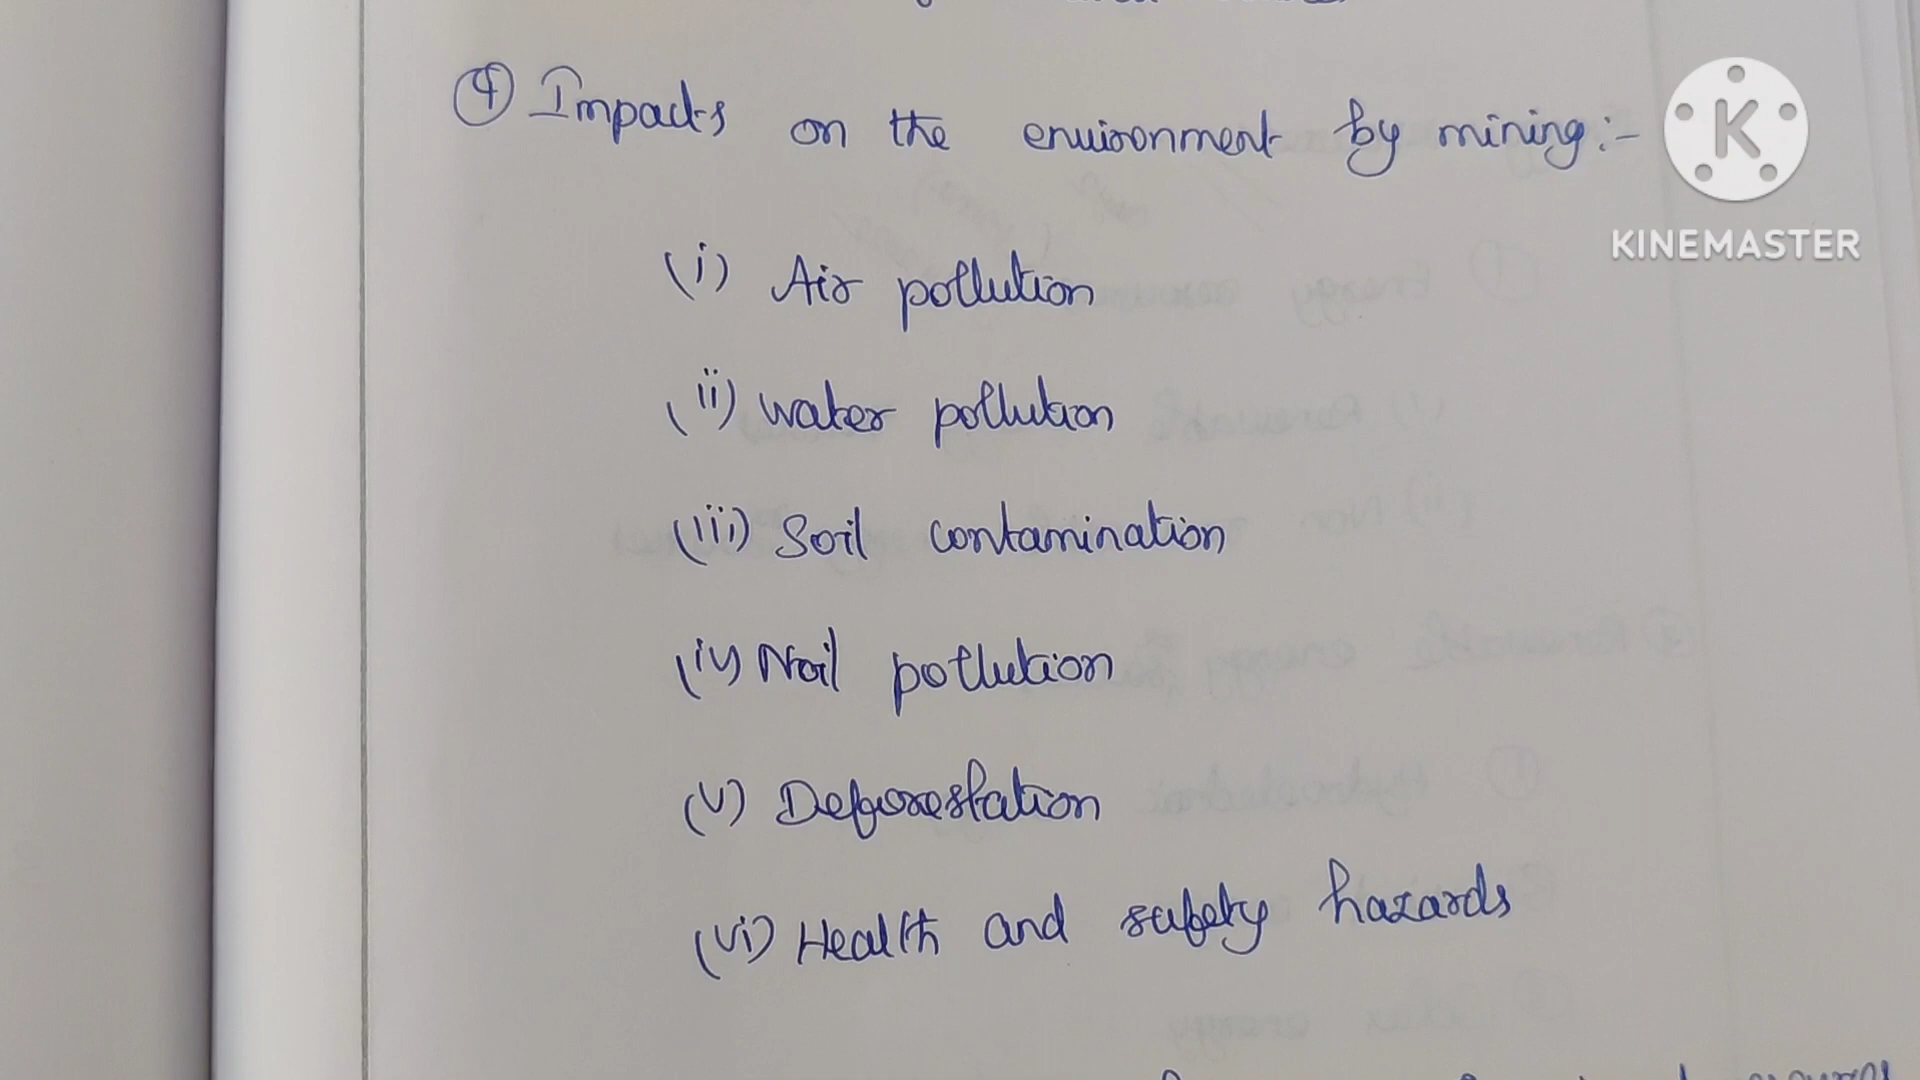 ④ Impacts on the environment by mining:-
K
KINEMASTER
(i) Air pollution
(ii) water pollution
(iii) Soil contamination
(iv) Noil pollution
(v) Deforestation
(vi) Health and safety hazards